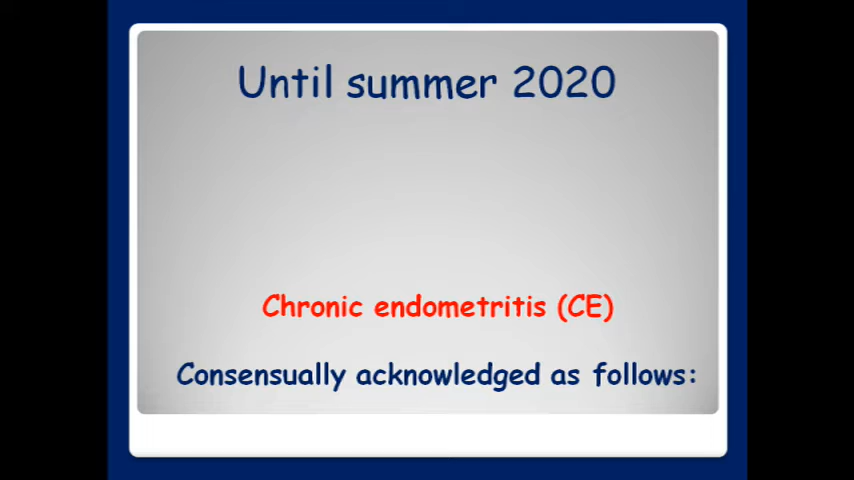 Until summer 2020
Chronic endometritis (CE)
Consensually acknowledged as follows: